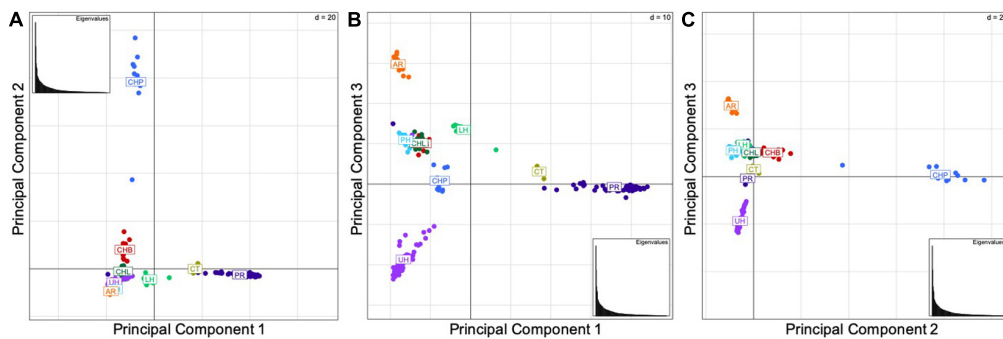 A
Eigenvalues
d = 20
CHP
CHB
CHL
UH
LH
AR
CT
PR
Principal Component 2
Principal Component 1
B
d = 10
AR
PH
CHL
LH
CHP
CT
PR
UH
Eigenvalues
Principal Component 3
Principal Component 1
C
d = 2
AR
LH
PH
CHL
CHB
CT
PR
CHP
UH
Eigenvalues
Principal Component 3
Principal Component 2